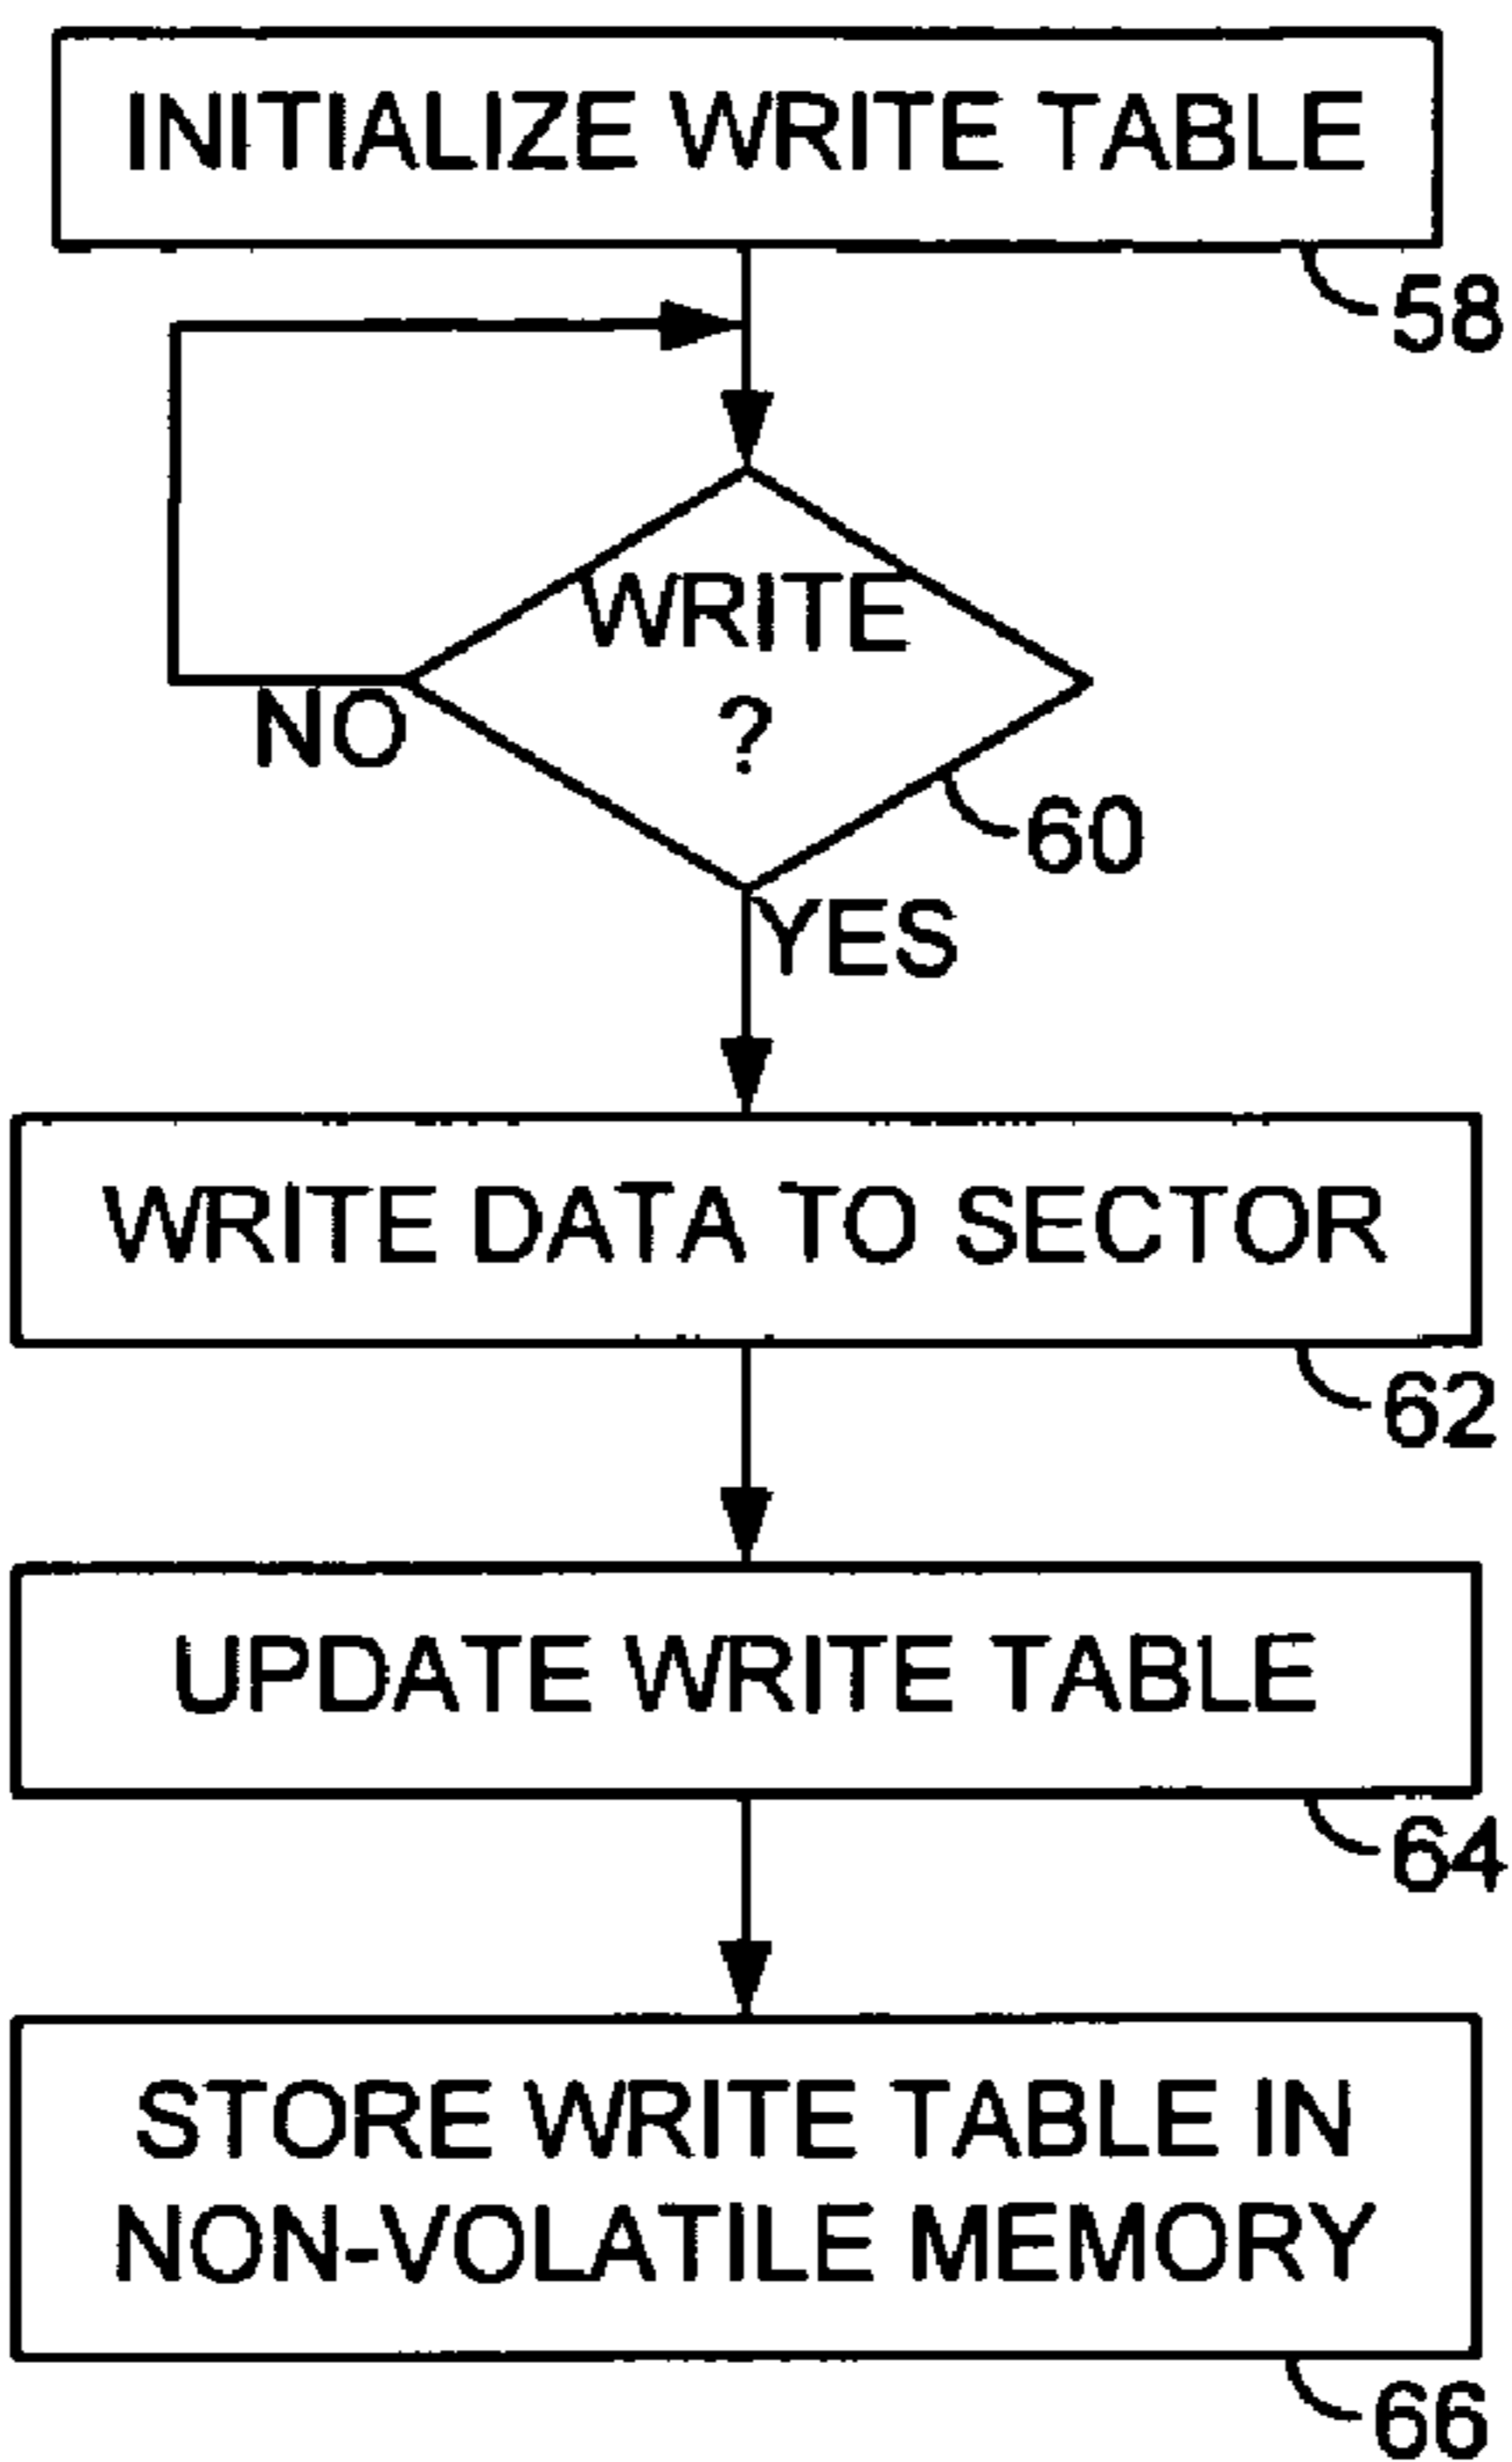 INITIALIZE WRITE TABLE
58
WRITE
?
NO
60
YES
WRITE DATA TO SECTOR
62
UPDATE WRITE TABLE
64
STORE WRITE TABLE IN
NON-VOLATILE MEMORY
66